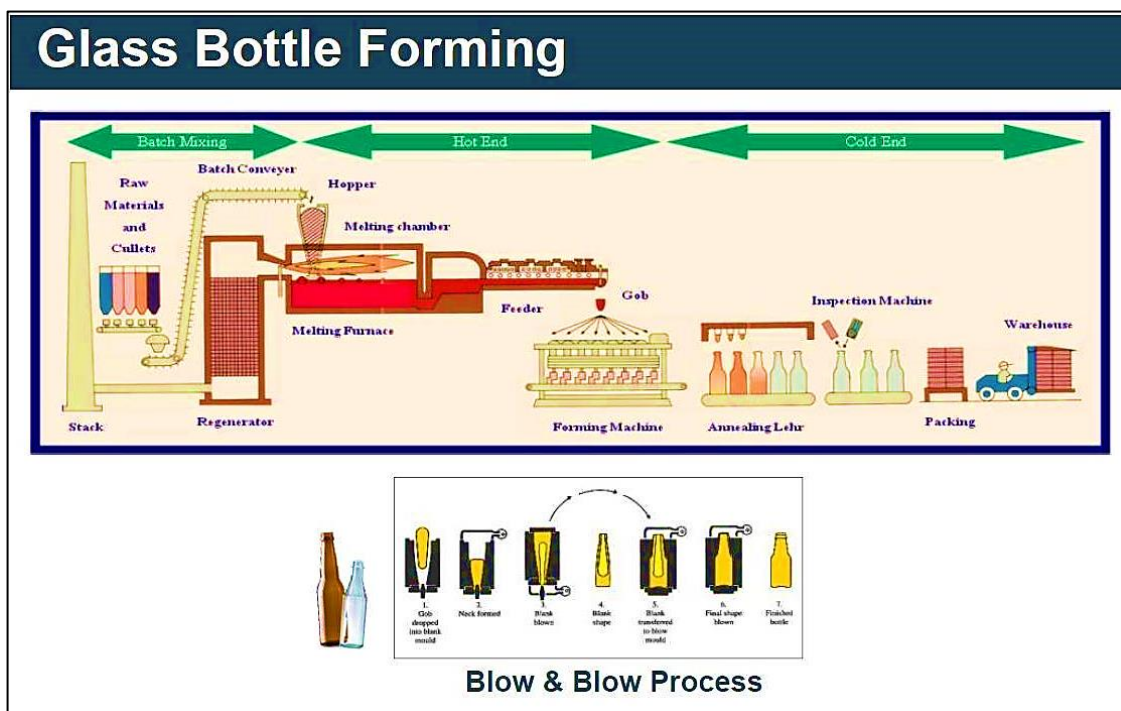 Glass Bottle Forming
Batch Mixing
Hot End
Cold End
Batch Conveyer
Hopper
Raw
Materials
and
Cullets
Melting chamber
Gob
Inspection Machine
Warehouse
Feeder
Melting Furnace
Stack
Regenerator
Forming Machine
Annealing Lehr
Packing
1.
Gob
dropped
into blank
mould
2.
Neck formed
3.
Blank
blown
4.
Blank
shape
5.
Blank
transferred
to blow
mould
6.
Final shape
blown
7.
Finished
bottle
Blow & Blow Process